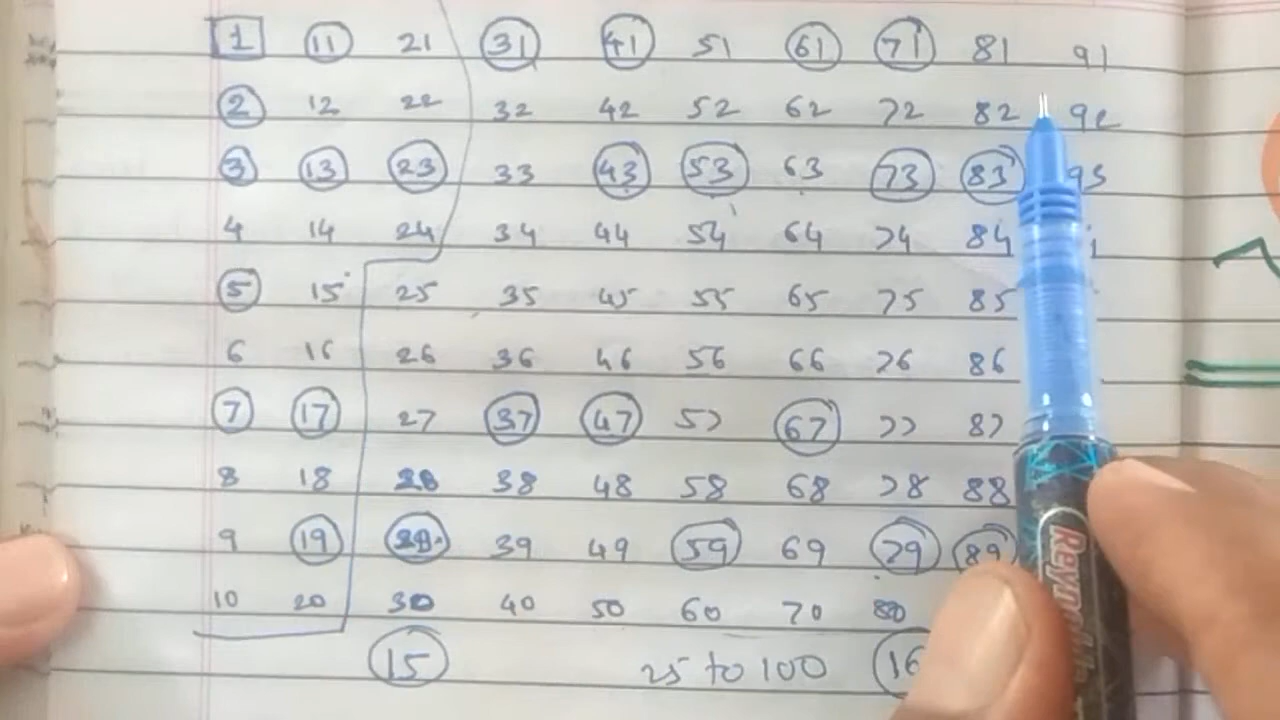 1 11 21 31 41 51 61 71 81 91
2 12 22 32 42 52 62 72 82 92
3 13 23 33 43 53 63 73 83 93
4 14 24 34 44 54 64 74 84
5 15 25 35 45 55 65 75 85
6 16 26 36 46 56 66 76 86
7 17 27 37 47 57 67 77 87
8 18 28 38 48 58 68 78 88
9 19 29 39 49 59 69 79 89
10 20 30 40 50 60 70 80
15 25 to 100 16